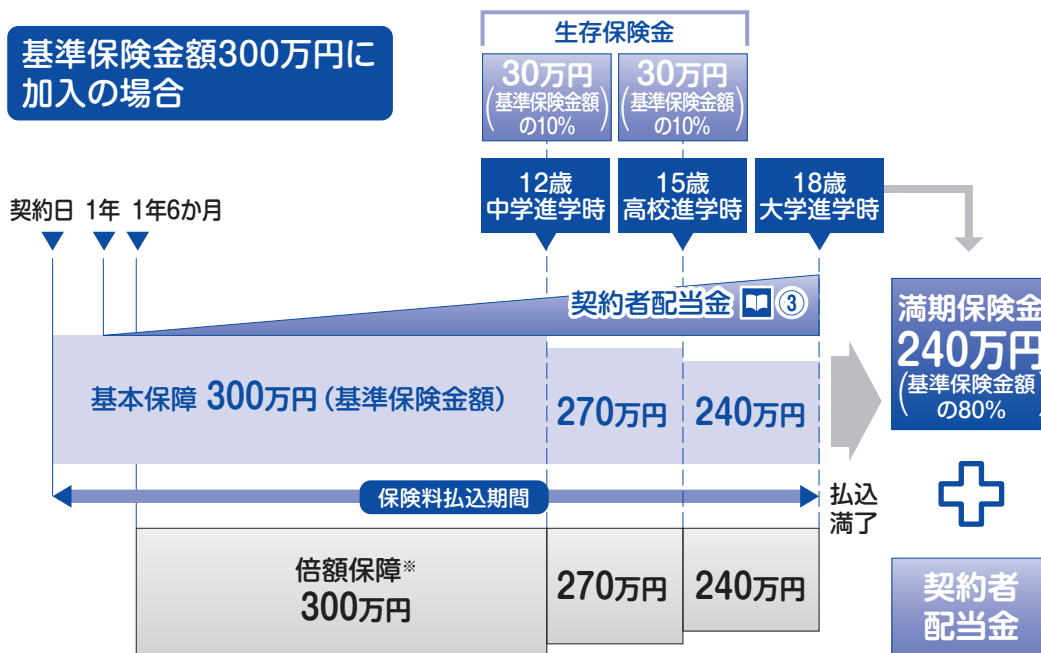 基準保険金額300万円に
加入の場合
生存保険金
30万円
(基準保険金額
の10%)
30万円
(基準保険金額
の10%)
12歳
中学進学時
15歳
高校進学時
18歳
大学進学時
契約日 1年 1年6か月
契約者配当金 ③
基本保障 300万円(基準保険金額)
270万円
240万円
満期保険金
240万円
(基準保険金額
の80%)
保険料払込期間
払込
満了
倍額保障※
300万円
270万円
240万円
契約者
配当金